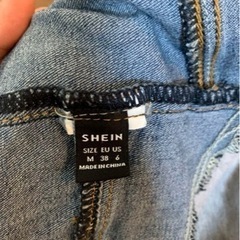 SHEIN
SIZE EU US
M 38 6
MADE IN CHINA